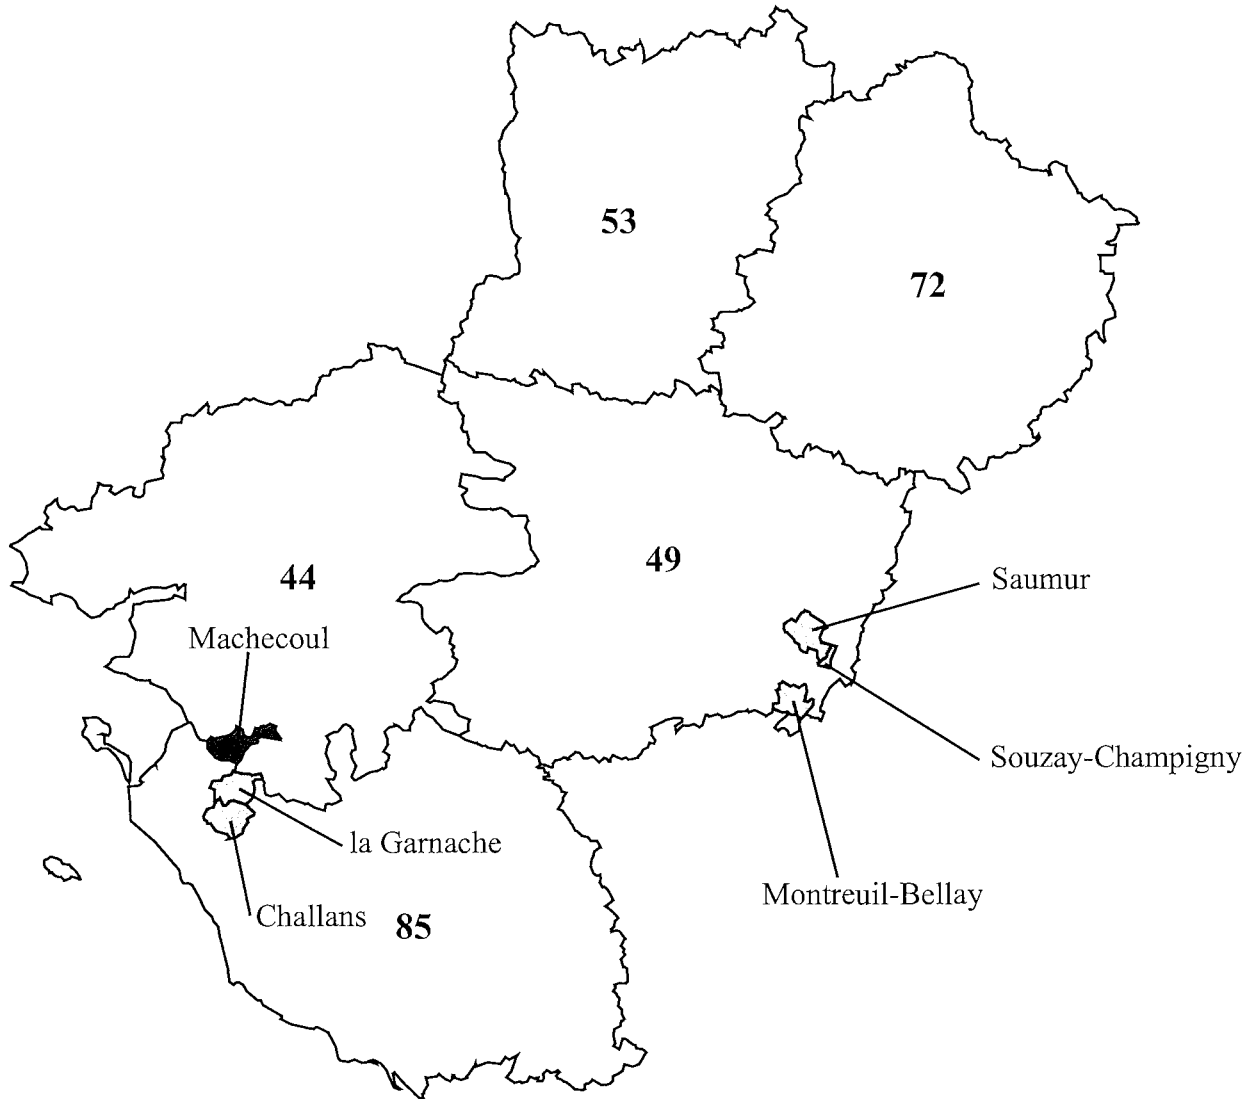 53
72
49
44
Saumur
Machecoul
Souzay-Champigny
la Garnache
Montreuil-Bellay
Challans
85